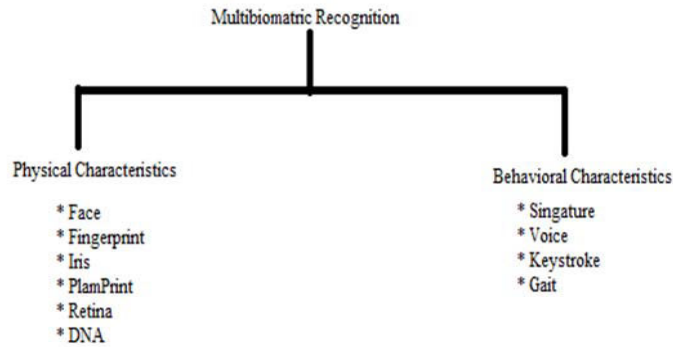 Multibiomatric Recognition
Physical Characteristics
* Face
* Fingerprint
* Iris
* PlamPrint
* Retina
* DNA
Behavioral Characteristics
* Singature
* Voice
* Keystroke
* Gait